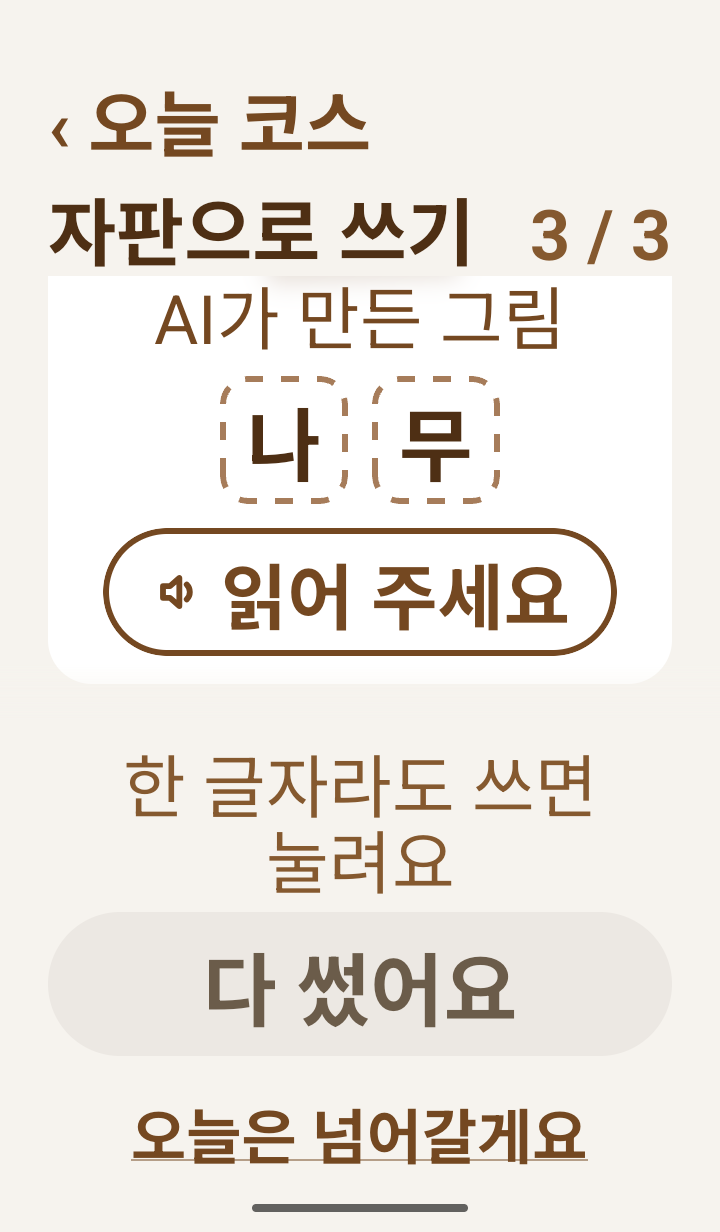 ‹ 오늘 코스
자판으로 쓰기 3 / 3
AI가 만든 그림
나 무
읽어 주세요
한 글자라도 쓰면
눌려요
다 썼어요
오늘은 넘어갈게요